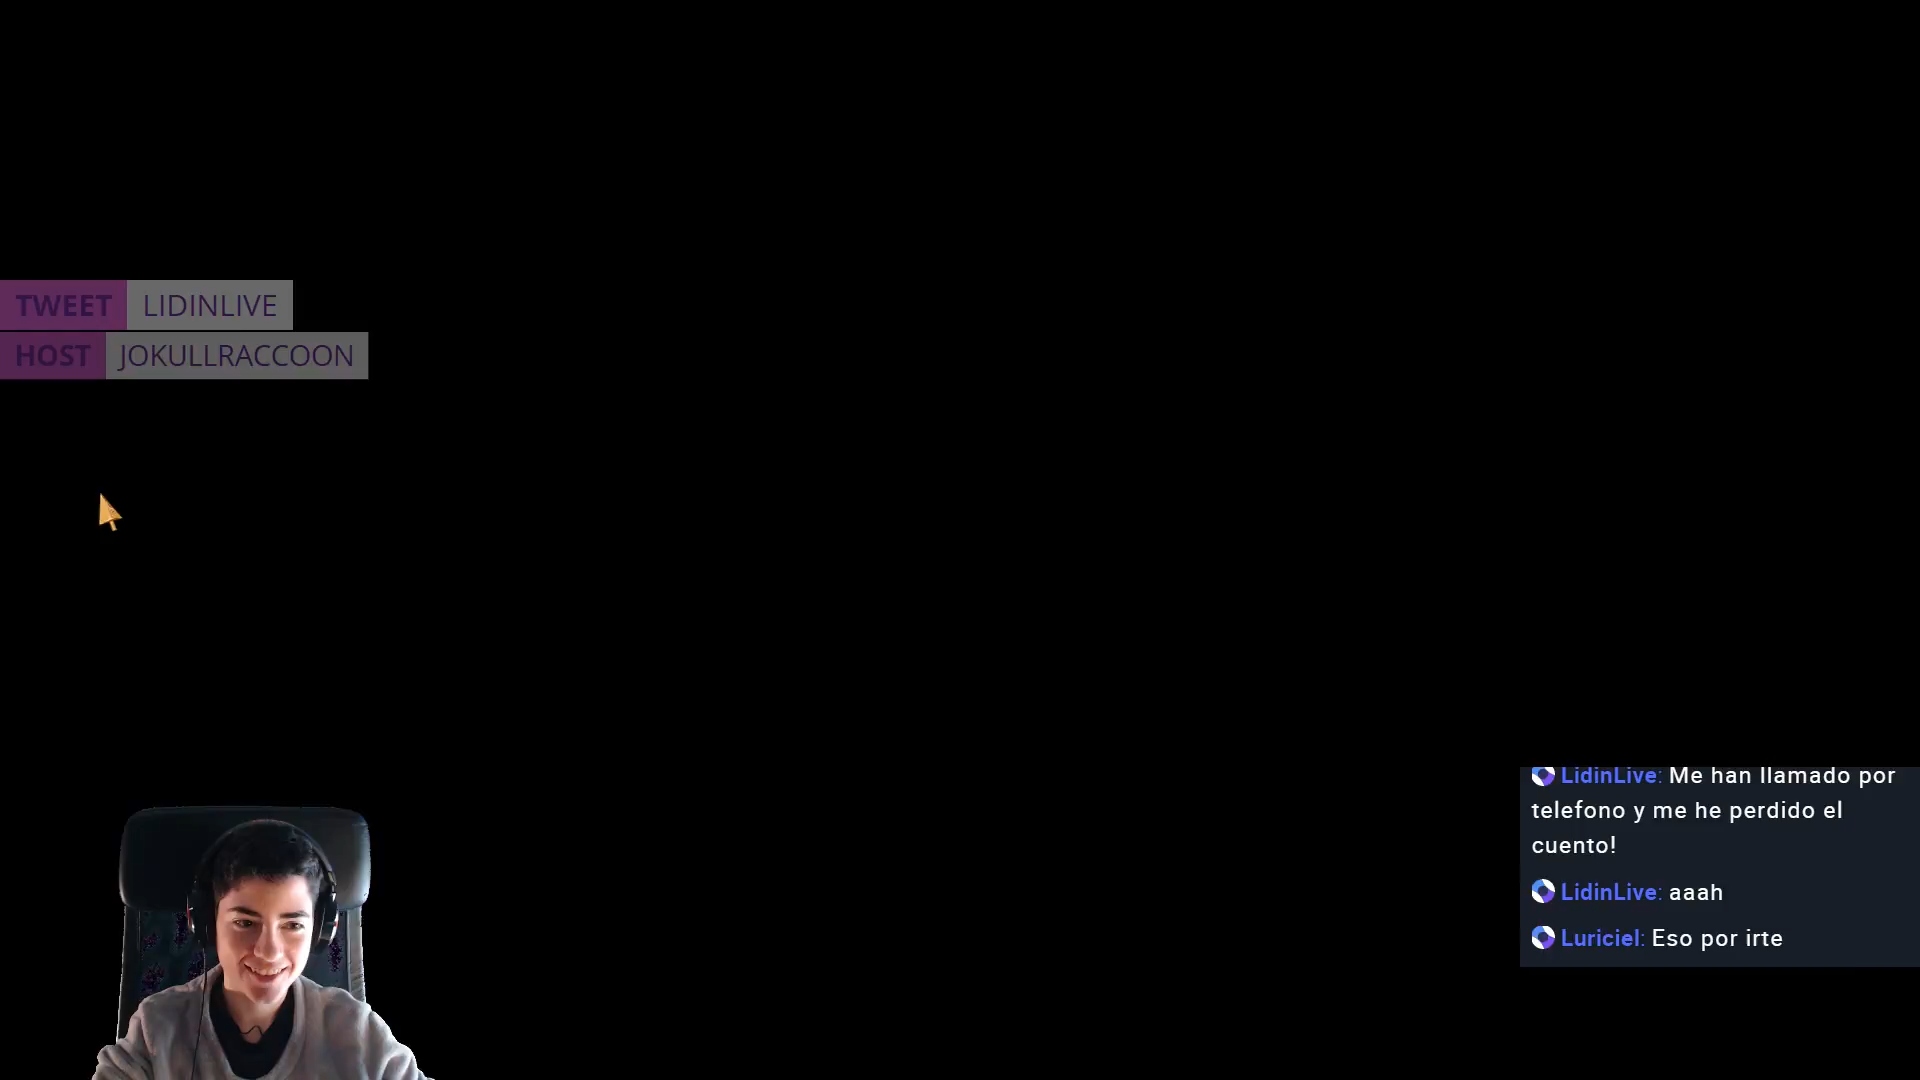 TWEET LIDINLIVE
HOST JOKULLRACCOON
LidinLive: Me han llamado por
telefono y me he perdido el
cuento!
LidinLive: aaah
Luriciel: Eso por irte